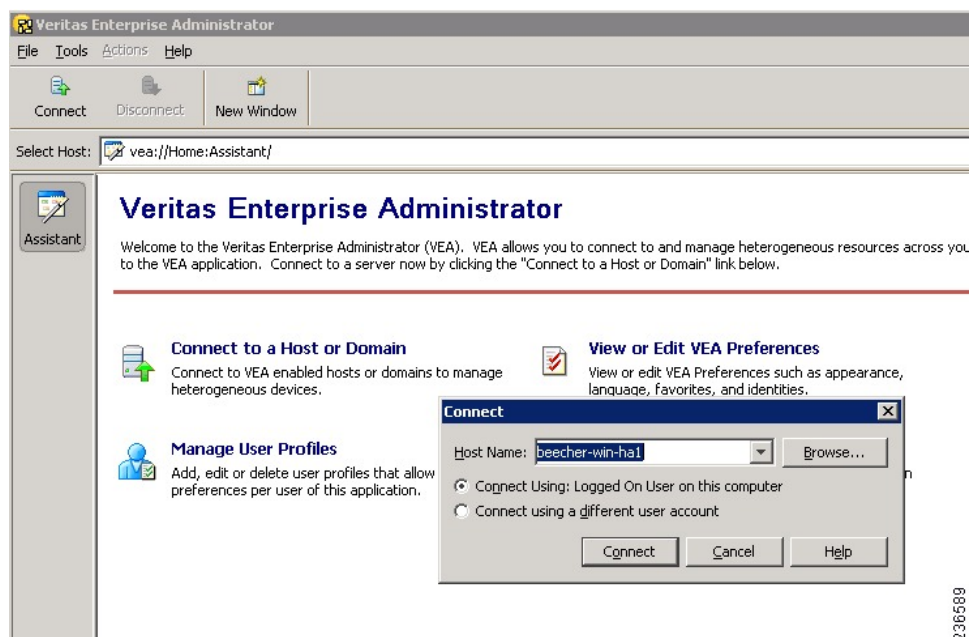 Veritas Enterprise Administrator
File Tools Actions Help
Connect Disconnect New Window
Select Host: vea://Home:Assistant/
Assistant
Veritas Enterprise Administrator
Welcome to the Veritas Enterprise Administrator (VEA). VEA allows you to connect to and manage heterogeneous resources across you
to the VEA application. Connect to a server now by clicking the "Connect to a Host or Domain" link below.
Connect to a Host or Domain
Connect to VEA enabled hosts or domains to manage
heterogeneous devices.
View or Edit VEA Preferences
View or edit VEA Preferences such as appearance,
language, favorites, and identities.
Manage User Profiles
Add, edit or delete user profiles that allow
preferences per user of this application.
n
Connect
Host Name: beecher-win-ha1 Browse...
Connect Using: Logged On User on this computer
Connect using a different user account
Connect Cancel Help
236589